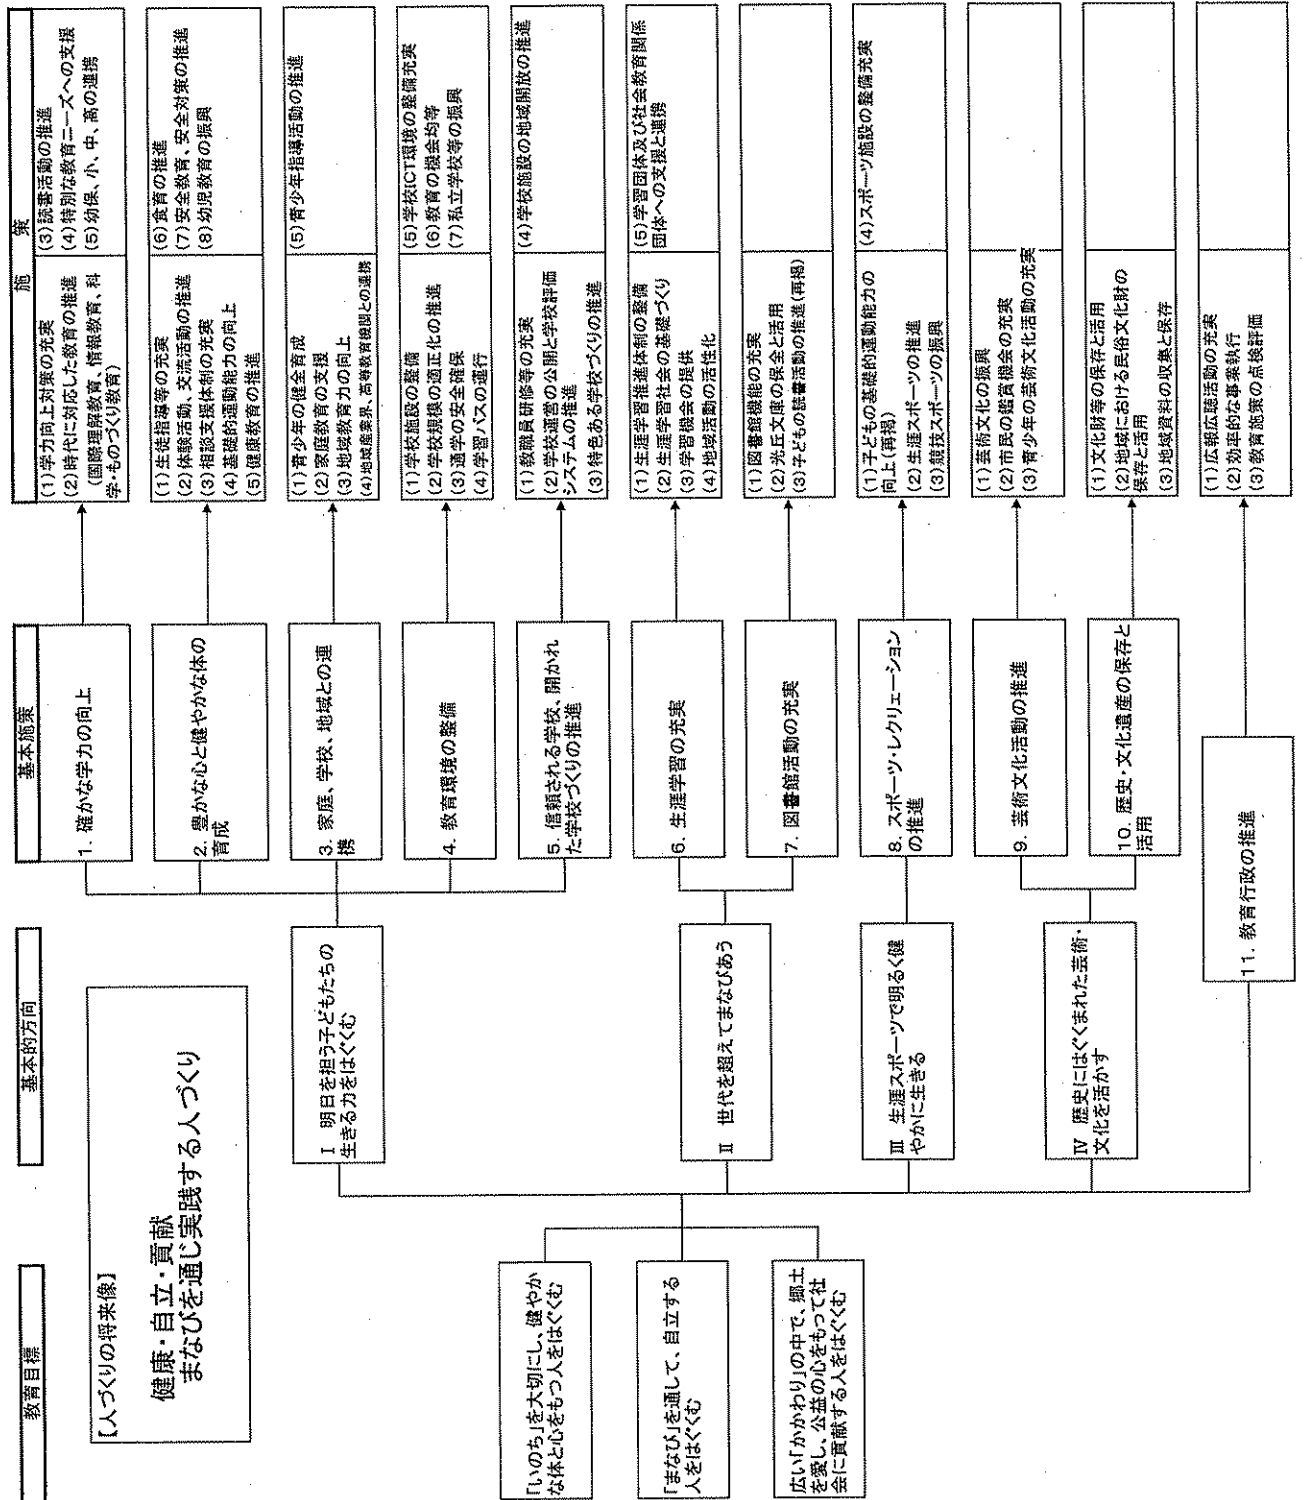 教育目標
基本的方向
基本施策
施 策
【人づくりの将来像】
健康・自立・貢献
まなびを通じ実践する人づくり
「いのち」を大切にし、健やか
な体と心をもつ人をはぐくむ
「まなび」を通して、自立する
人をはぐくむ
広い「かかわり」の中で、郷土
を愛し、公益の心をもって社
会に貢献する人をはぐくむ
Ⅰ 明日を担う子どもたちの
生きる力をはぐくむ
Ⅱ 世代を超えてまなびあう
Ⅲ 生涯スポーツで明るく健
やかに生きる
Ⅳ 歴史にはぐくまれた芸術・
文化を活かす
1. 確かな学力の向上
2. 豊かな心と健やかな体の
育成
3. 家庭、学校、地域との連
携
4. 教育環境の整備
5. 信頼される学校、開かれ
た学校づくりの推進
6. 生涯学習の充実
7. 図書館活動の充実
8. スポーツ・レクリェーション
の推進
9. 芸術文化活動の推進
10. 歴史・文化遺産の保存と
活用
11. 教育行政の推進
(1)学力向上対策の充実
(2)時代に対応した教育の推進
(国際理解教育、情報教育、科
学・ものづくり教育)
(3)読書活動の推進
(4)特別な教育ニーズへの支援
(5)幼保、小、中、高の連携
(1)生徒指導等の充実
(2)体験活動、交流活動の推進
(3)相談支援体制の充実
(4)基礎的運動能力の向上
(5)健康教育の推進
(6)食育の推進
(7)安全教育、安全対策の推進
(8)幼児教育の振興
(1)青少年の健全育成
(2)家庭教育の支援
(3)地域教育力の向上
(4)地域産業界、高等教育機関との連携
(5)青少年指導活動の推進
(1)学校施設の整備
(2)学校規模の適正化の推進
(3)通学の安全確保
(4)学習バスの運行
(5)学校ICT環境の整備充実
(6)教育の機会均等
(7)私立学校等の振興
(1)教職員研修等の充実
(2)学校運営の公開と学校評価
システムの推進
(3)特色ある学校づくりの推進
(4)学校施設の地域開放の推進
(1)生涯学習推進体制の整備
(2)生涯学習社会の基礎づくり
(3)学習機会の提供
(4)地域活動の活性化
(5)学習団体及び社会教育関係
団体への支援と連携
(1)図書館機能の充実
(2)光丘文庫の保全と活用
(3)子どもの読書活動の推進(再掲)
(1)子どもの基礎的運動能力の
向上(再掲)
(2)生涯スポーツの推進
(3)競技スポーツの振興
(4)スポーツ施設の整備充実
(1)芸術文化の振興
(2)市民の鑑賞機会の充実
(3)青少年の芸術文化活動の充実
(1)文化財等の保存と活用
(2)地域における民俗文化財の
保存と活用
(3)地域資料の収集と保存
(1)広報広聴活動の充実
(2)効率的な事業執行
(3)教育施策の点検評価